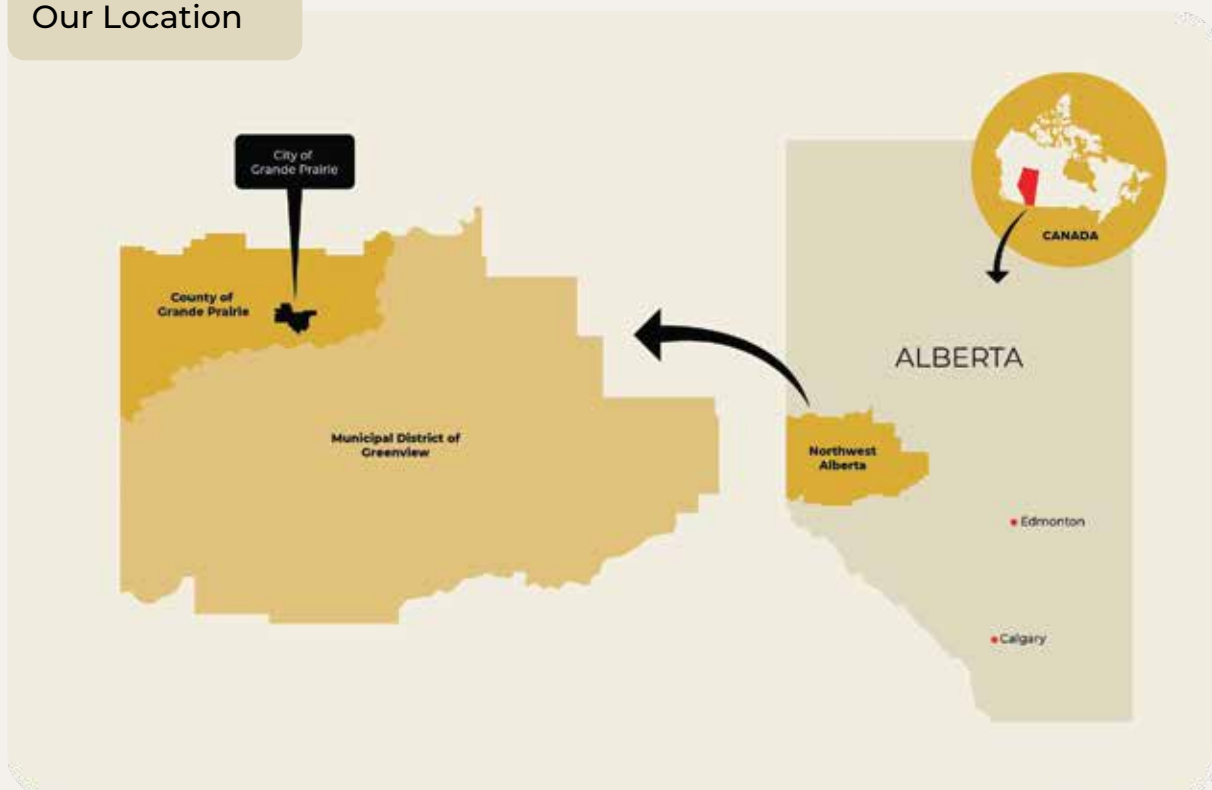 Our Location
City of
Grande Prairie
County of
Grande Prairie
Municipal District of
Greenview
CANADA
ALBERTA
Northwest
Alberta
Edmonton
Calgary